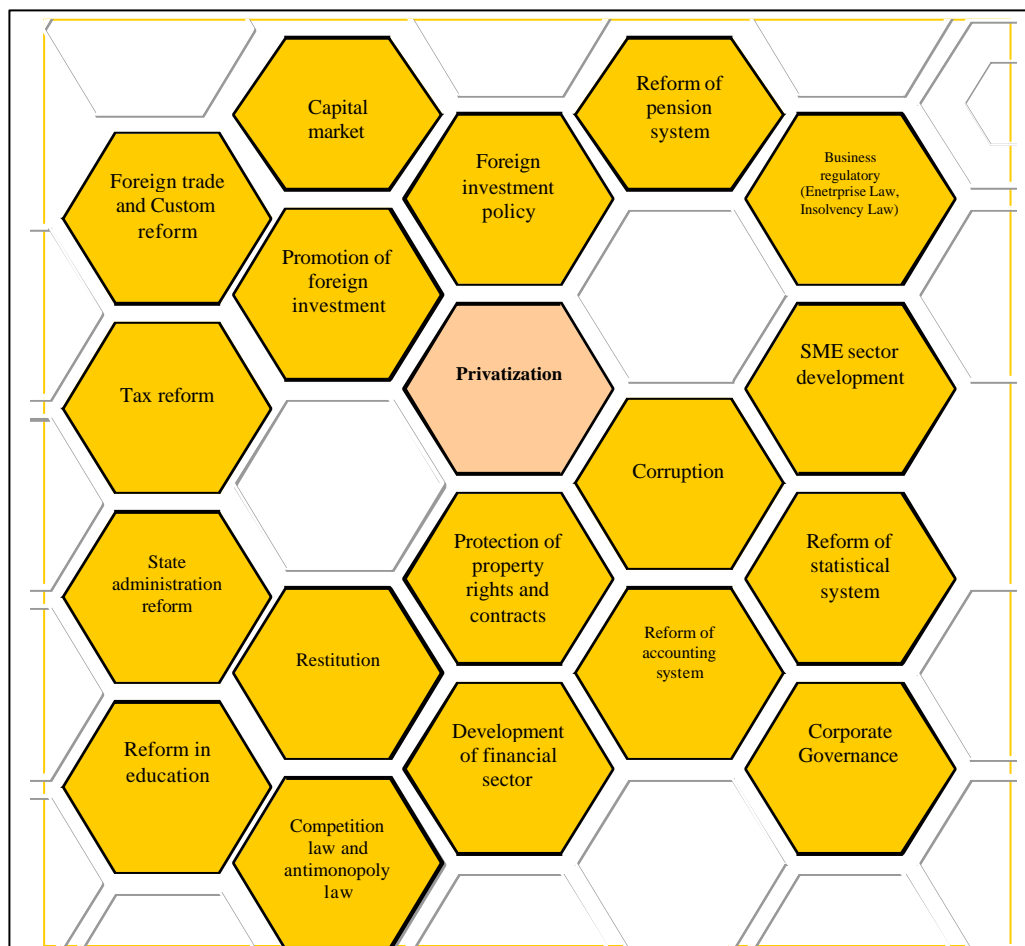 Capital
market
Reform of
pension
system
Foreign trade
and Custom
reform
Foreign
investment
policy
Business
regulatory
(Enetrprise Law,
Insolvency Law)
Promotion of
foreign
investment
Privatization
SME sector
development
Tax reform
Corruption
State
administration
reform
Protection of
property
rights and
contracts
Reform of
statistical
system
Restitution
Reform of
accounting
system
Reform in
education
Development
of financial
sector
Corporate
Governance
Competition
law and
antimonopoly
law